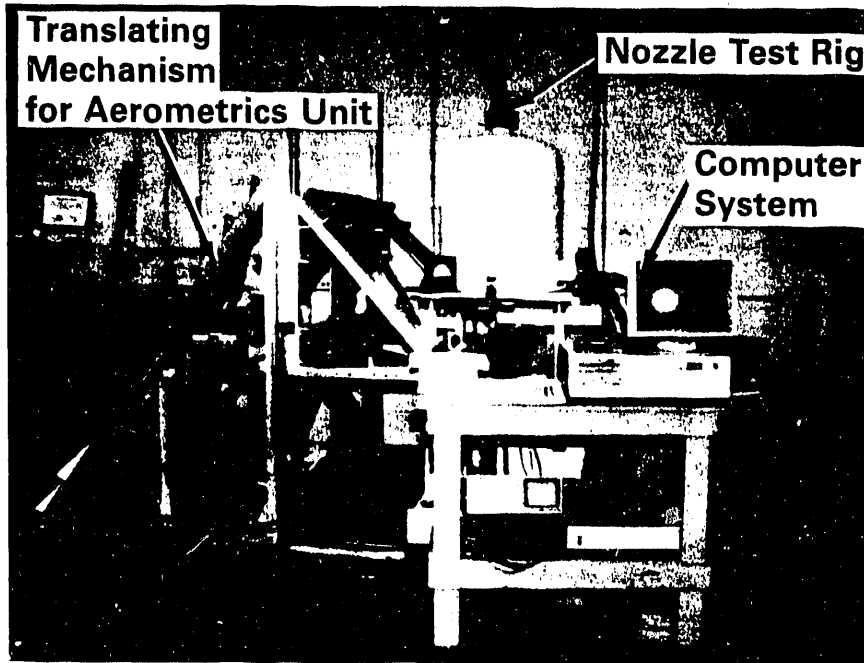 Translating
Mechanism
for Aerometrics Unit
Nozzle Test Rig
Computer
System